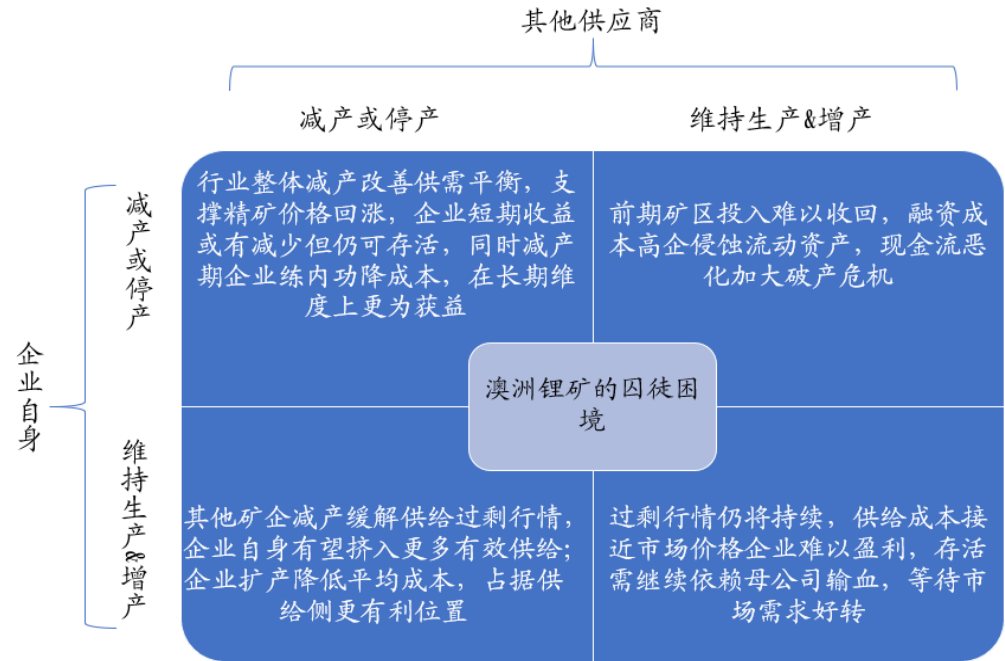 其他供应商
减产或停产
维持生产&增产
企业自身
减产或停产
行业整体减产改善供需平衡，支
撑精矿价格回涨，企业短期收益
或有减少但仍可存活，同时减产
期企业练内功降成本，在长期维
度上更为获益
前期矿区投入难以收回，融资成
本高企侵蚀流动资产，现金流恶
化加大破产危机
澳洲锂矿的囚徒困
境
维持生产&增产
其他矿企减产缓解供给过剩行情，
企业自身有望挤入更多有效供给；
企业扩产降低平均成本，占据供
给侧更有利位置
过剩行情仍将持续，供给成本接
近市场价格企业难以盈利，存活
需继续依赖母公司输血，等待市
场需求好转